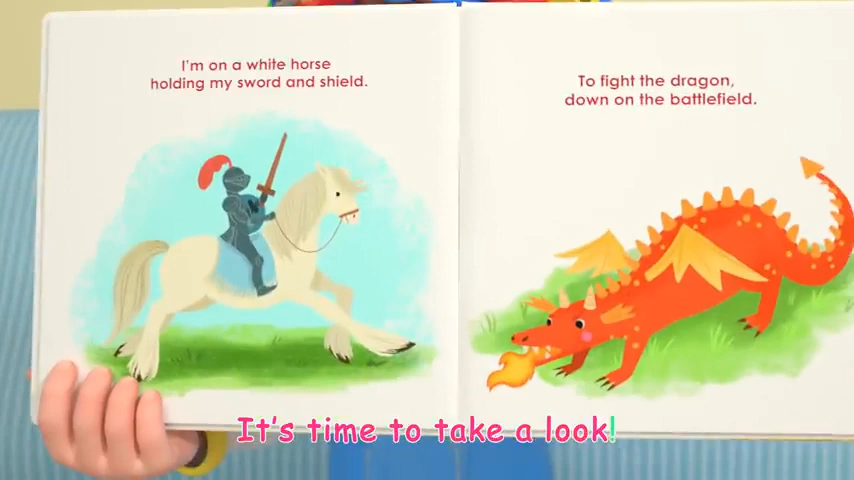 I'm on a white horse
holding my sword and shield.
To fight the dragon,
down on the battlefield.
It's time to take a look!